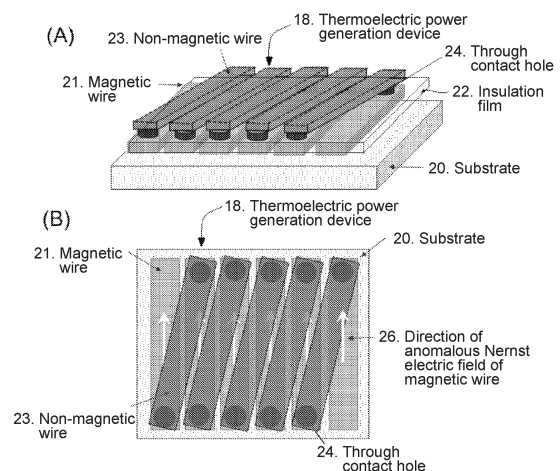 (A)
18. Thermoelectric power
generation device
23. Non-magnetic wire
24. Through
contact hole
21. Magnetic
wire
22. Insulation
film
20. Substrate
(B)
18. Thermoelectric power
generation device
20. Substrate
21. Magnetic
wire
26. Direction of
anomalous Nernst
electric field of
magnetic wire
23. Non-magnetic
wire
24. Through
contact hole